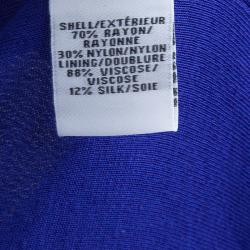 SHELL/EXTÉRIEUR
70% RAYON/
RAYONNE
30% NYLON/NYLON
LINING/DOUBLURE
88% VISCOSE/
VISCOSE
12% SILK/SOIE